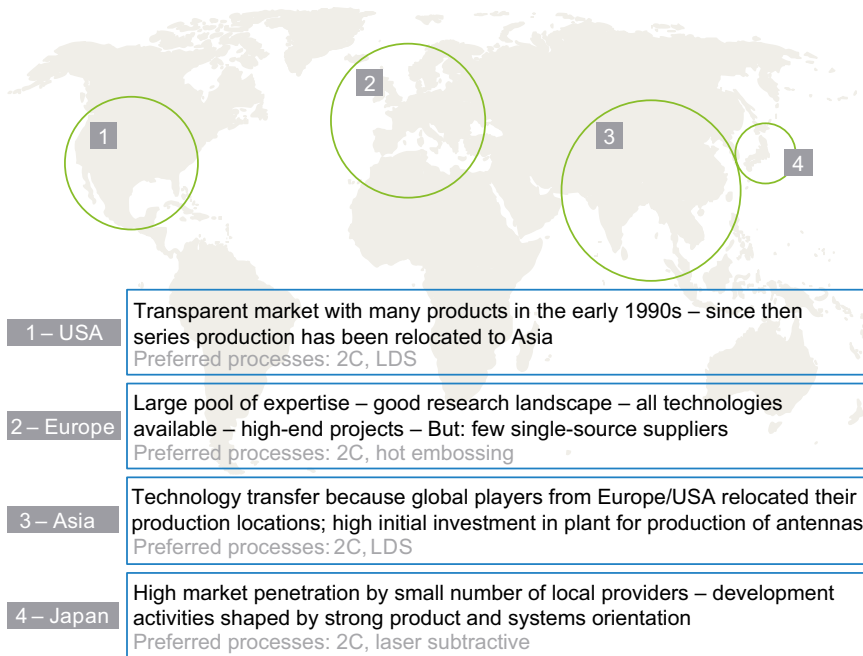 1
2
3
4
1 – USA
Transparent market with many products in the early 1990s – since then
series production has been relocated to Asia
Preferred processes: 2C, LDS
2 – Europe
Large pool of expertise – good research landscape – all technologies
available – high-end projects – But: few single-source suppliers
Preferred processes: 2C, hot embossing
3 – Asia
Technology transfer because global players from Europe/USA relocated their
production locations; high initial investment in plant for production of antennas
Preferred processes: 2C, LDS
4 – Japan
High market penetration by small number of local providers – development
activities shaped by strong product and systems orientation
Preferred processes: 2C, laser subtractive